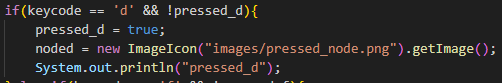 if(keycode == 'd' && !pressed_d){
pressed_d = true;
noded = new ImageIcon("images/pressed_node.png").getImage();
System.out.println("pressed_d");